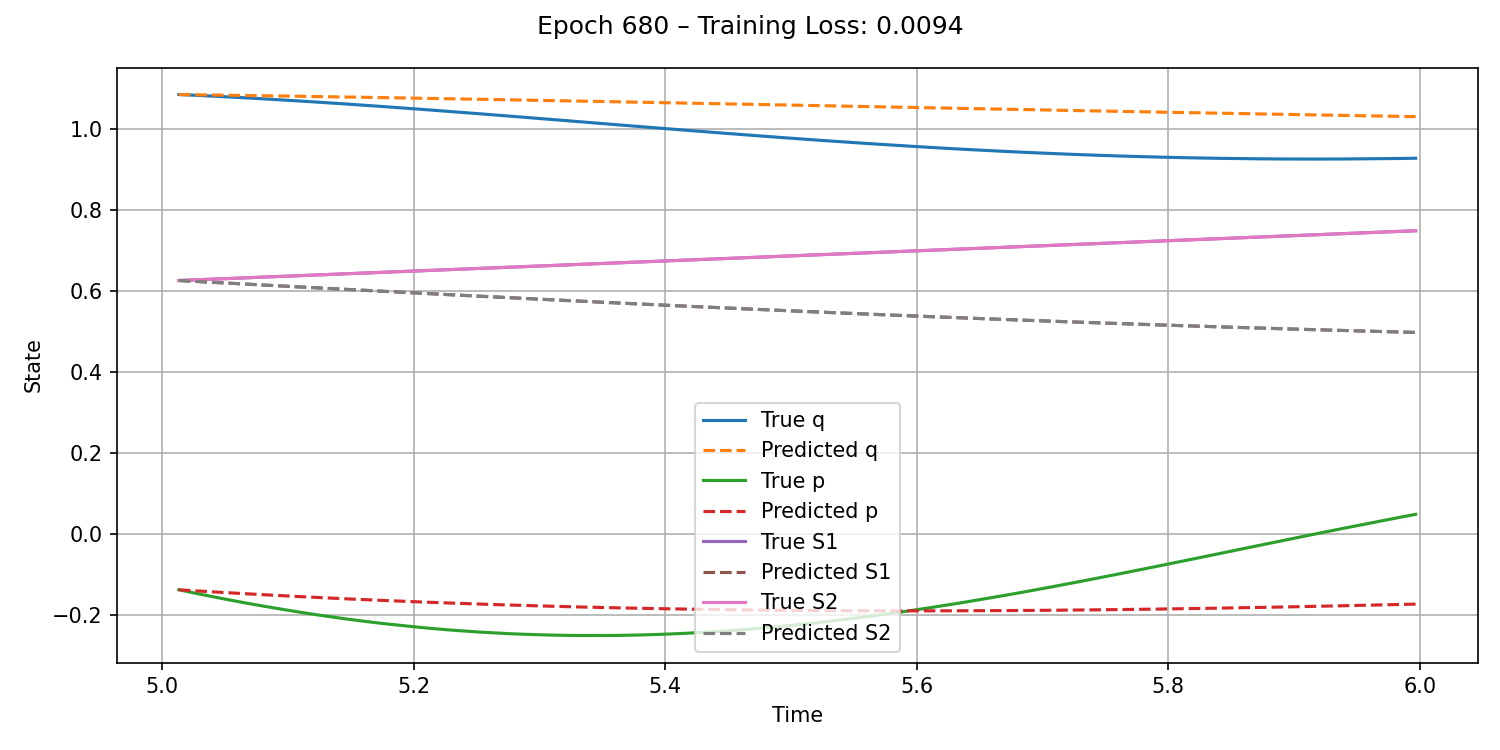 Epoch 680 – Training Loss: 0.0094
1.0
0.8
0.6
0.4
0.2
0.0
−0.2
State
True q
Predicted q
True p
Predicted p
True S1
Predicted S1
True S2
Predicted S2
5.0 5.2 5.4 5.6 5.8 6.0
Time